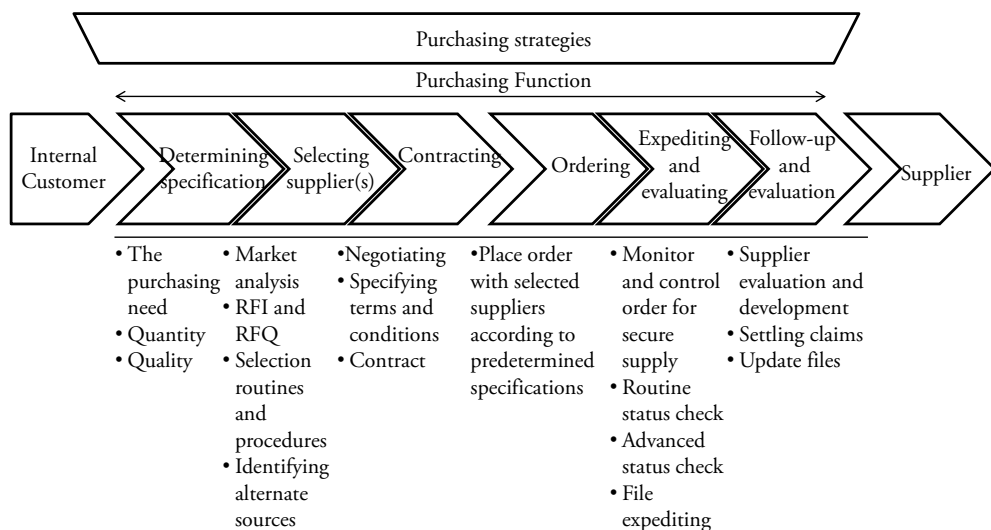 Purchasing strategies
Purchasing Function
Internal
Customer
Determining
specification
Selecting
supplier(s)
Contracting
Ordering
Expediting
and
evaluating
Follow-up
and
evaluation
Supplier
• The
purchasing
need
• Quantity
• Quality
• Market
analysis
• RFI and
RFQ
• Selection
routines
and
procedures
• Identifying
alternate
sources
•Negotiating
• Specifying
terms and
conditions
• Contract
•Place order
with selected
suppliers
according to
predetermined
specifications
• Monitor
and control
order for
secure
supply
• Routine
status check
• Advanced
status check
• File
expediting
• Supplier
evaluation and
development
• Settling claims
• Update files